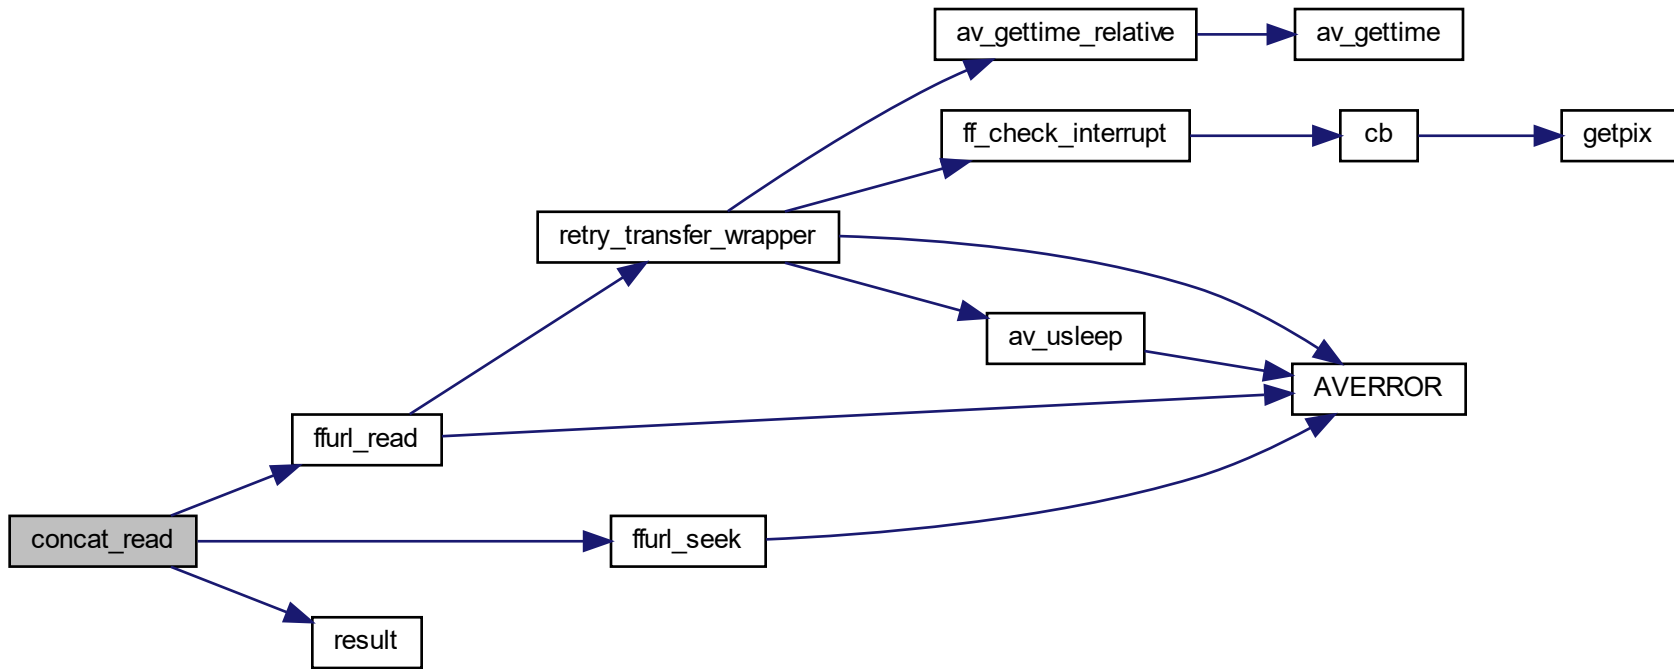 av_gettime_relative
av_gettime
ff_check_interrupt
cb
getpix
retry_transfer_wrapper
av_usleep
AVERROR
ffurl_read
concat_read
ffurl_seek
result